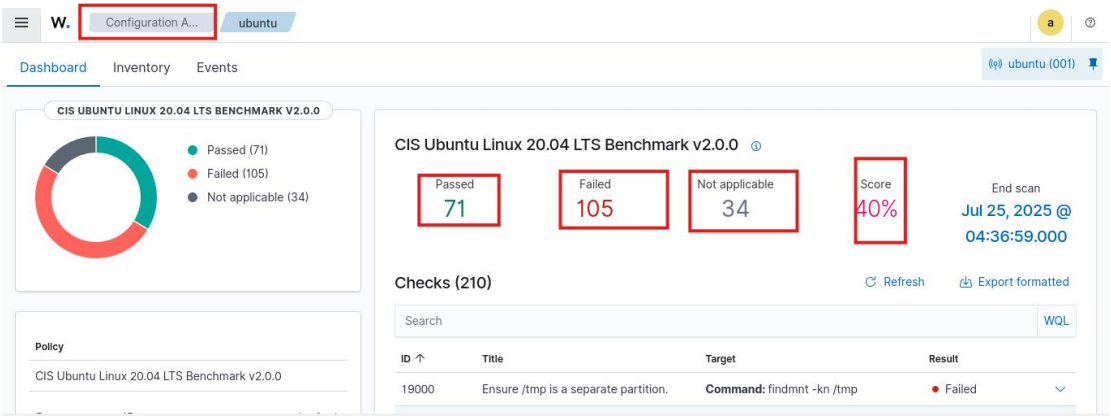 W. Configuration A... ubuntu a
Dashboard Inventory Events ubuntu (001)
CIS UBUNTU LINUX 20.04 LTS BENCHMARK V2.0.0
Passed (71)
Failed (105)
Not applicable (34)
Policy
CIS Ubuntu Linux 20.04 LTS Benchmark v2.0.0
CIS Ubuntu Linux 20.04 LTS Benchmark v2.0.0
Passed Failed Not applicable Score End scan
71 105 34 40% Jul 25, 2025 @
04:36:59.000
Checks (210) Refresh Export formatted
Search WQL
ID ↑ Title Target Result
19000 Ensure /tmp is a separate partition. Command: findmnt -kn /tmp Failed